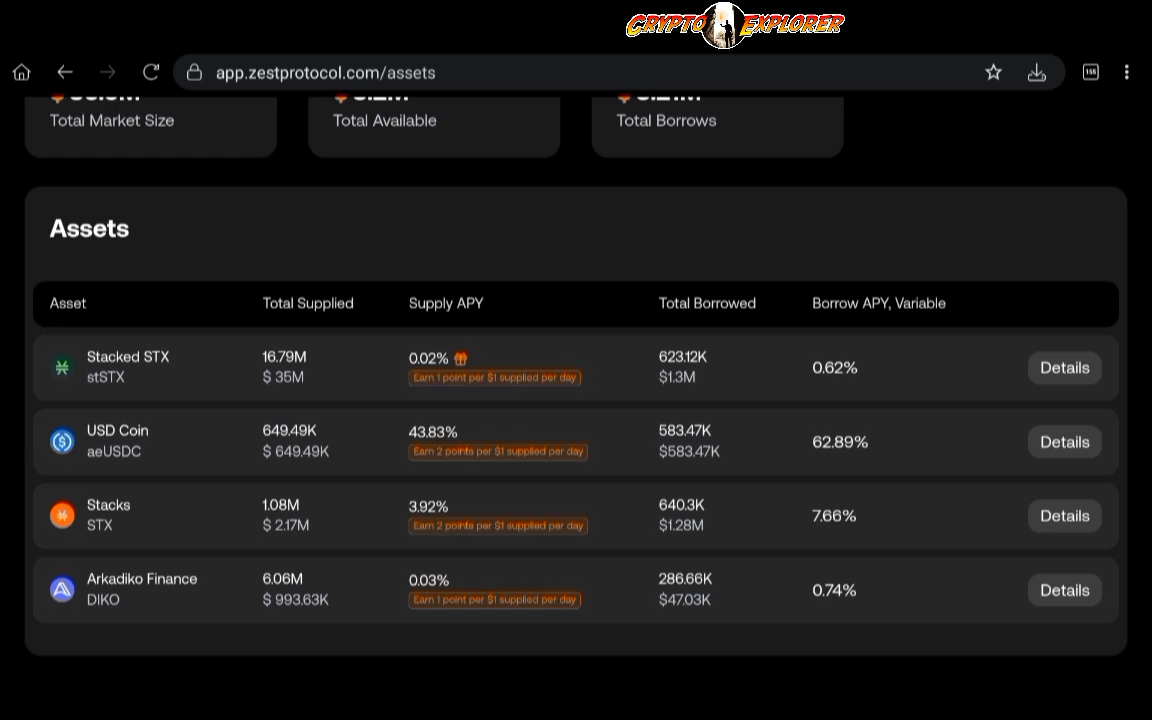 CRYPTO EXPLORER
app.zestprotocol.com/assets
155
Total Market Size
Total Available
Total Borrows
Assets
Asset Total Supplied Supply APY Total Borrowed Borrow APY, Variable
Stacked STX 16.79M 0.02% 623.12K 0.62% Details
stSTX $ 35M Earn 1 point per $1 supplied per day $1.3M
USD Coin 649.49K 43.83% 583.47K 62.89% Details
aeUSDC $ 649.49K Earn 2 points per $1 supplied per day $583.47K
Stacks 1.08M 3.92% 640.3K 7.66% Details
STX $ 2.17M Earn 2 points per $1 supplied per day $1.28M
Arkadiko Finance 6.06M 0.03% 286.66K 0.74% Details
DIKO $ 993.63K Earn 1 point per $1 supplied per day $47.03K